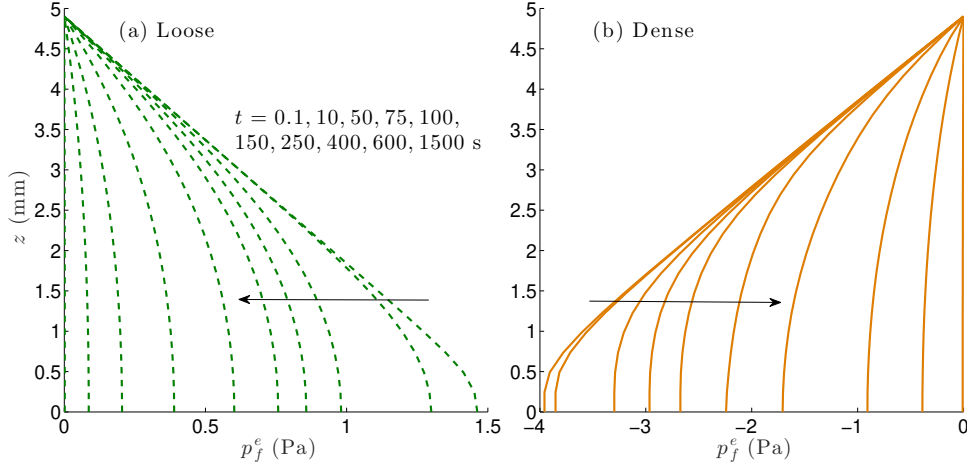 (a) Loose
t = 0.1, 10, 50, 75, 100,
150, 250, 400, 600, 1500 s
5
4.5
4
3.5
3
2.5
2
1.5
1
0.5
0
z (mm)
0 0.5 1 1.5
p_f^e (Pa)
(b) Dense
5
4.5
4
3.5
3
2.5
2
1.5
1
0.5
0
−4 −3 −2 −1 0
p_f^e (Pa)